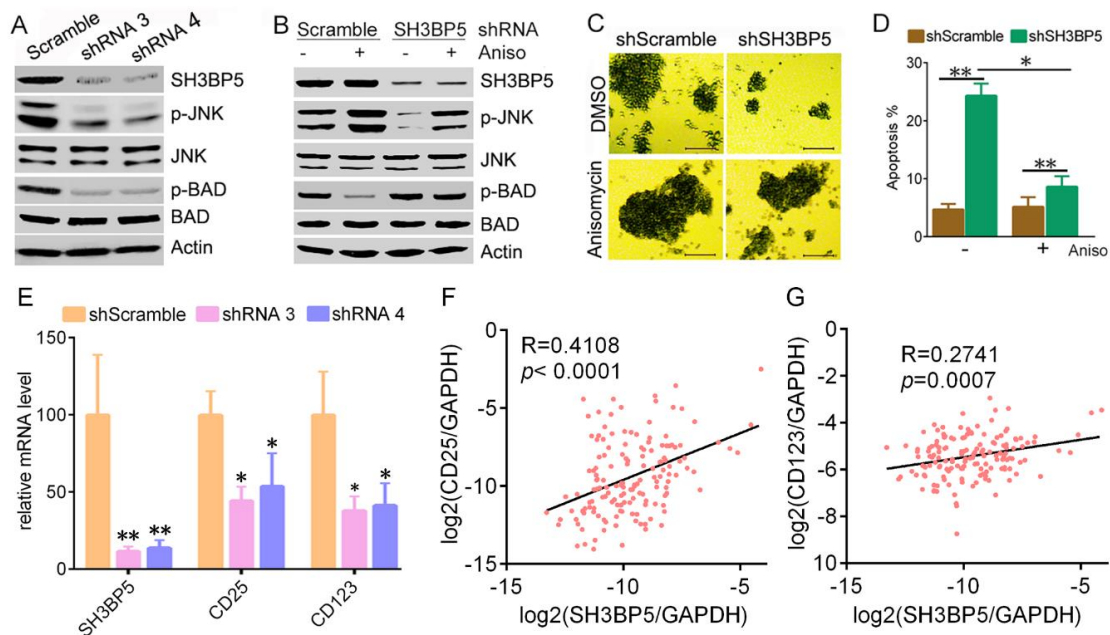 A
Scramble
shRNA 3
shRNA 4
SH3BP5
p-JNK
JNK
p-BAD
BAD
Actin
B
Scramble SH3BP5 shRNA
- + - + Aniso
SH3BP5
p-JNK
JNK
p-BAD
BAD
Actin
C
shScramble shSH3BP5
DMSO
Anisomycin
D
shScramble shSH3BP5
** *
**
Apoptosis %
30
20
10
0
- + Aniso
E
shScramble shRNA 3 shRNA 4
relative mRNA level
150
100
50
0
** **
* *
* *
SH3BP5
CD25
CD123
F
R=0.4108
p< 0.0001
log2(CD25/GAPDH)
0
-5
-10
-15
-15 -10 -5
log2(SH3BP5/GAPDH)
G
R=0.2741
p=0.0007
log2(CD123/GAPDH)
0
-2
-4
-6
-8
10
-15 -10 -5
log2(SH3BP5/GAPDH)